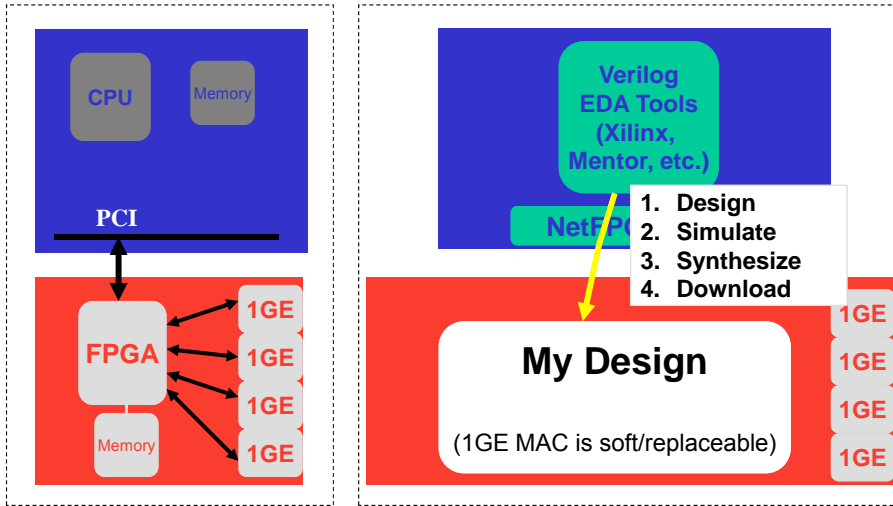 CPU
Memory
PCI
FPGA
1GE
1GE
1GE
1GE
Memory
Verilog
EDA Tools
(Xilinx,
Mentor, etc.)
1. Design
2. Simulate
3. Synthesize
4. Download
My Design
(1GE MAC is soft/replaceable)
1GE
1GE
1GE
1GE